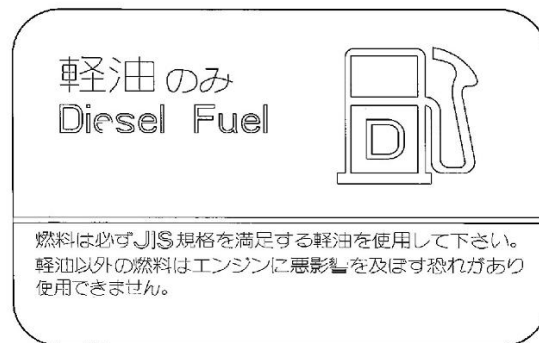 軽油のみ
Diesel Fuel
D
燃料は必ずJIS規格を満足する軽油を使用して下さい。
軽油以外の燃料はエンジンに悪影響を及ぼす恐れがあり
使用できません。